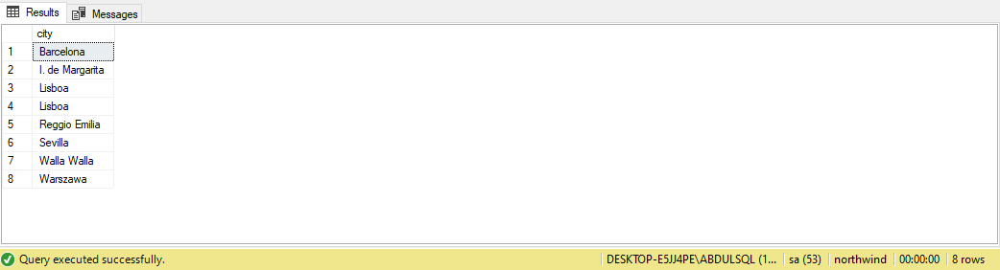 Results Messages
city
1 Barcelona
2 I. de Margarita
3 Lisboa
4 Lisboa
5 Reggio Emilia
6 Sevilla
7 Walla Walla
8 Warszawa
Query executed successfully. DESKTOP-E5JJ4PE\ABDULSQL (1... sa (53) northwind 00:00:00 8 rows